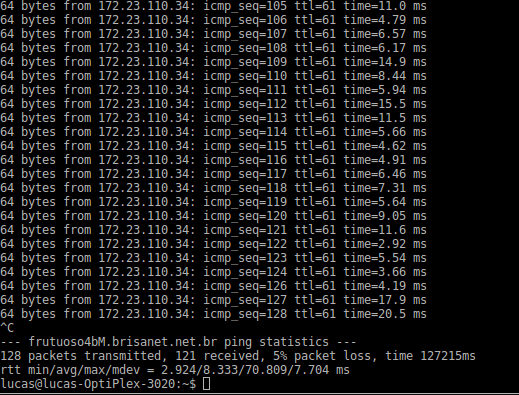 64 bytes from 172.23.110.34: icmp_seq=105 ttl=61 time=11.0 ms
64 bytes from 172.23.110.34: icmp_seq=106 ttl=61 time=4.79 ms
64 bytes from 172.23.110.34: icmp_seq=107 ttl=61 time=6.57 ms
64 bytes from 172.23.110.34: icmp_seq=108 ttl=61 time=6.17 ms
64 bytes from 172.23.110.34: icmp_seq=109 ttl=61 time=14.9 ms
64 bytes from 172.23.110.34: icmp_seq=110 ttl=61 time=8.44 ms
64 bytes from 172.23.110.34: icmp_seq=111 ttl=61 time=5.94 ms
64 bytes from 172.23.110.34: icmp_seq=112 ttl=61 time=15.5 ms
64 bytes from 172.23.110.34: icmp_seq=113 ttl=61 time=11.5 ms
64 bytes from 172.23.110.34: icmp_seq=114 ttl=61 time=5.66 ms
64 bytes from 172.23.110.34: icmp_seq=115 ttl=61 time=4.62 ms
64 bytes from 172.23.110.34: icmp_seq=116 ttl=61 time=4.91 ms
64 bytes from 172.23.110.34: icmp_seq=117 ttl=61 time=6.46 ms
64 bytes from 172.23.110.34: icmp_seq=118 ttl=61 time=7.31 ms
64 bytes from 172.23.110.34: icmp_seq=119 ttl=61 time=5.64 ms
64 bytes from 172.23.110.34: icmp_seq=120 ttl=61 time=9.05 ms
64 bytes from 172.23.110.34: icmp_seq=121 ttl=61 time=11.6 ms
64 bytes from 172.23.110.34: icmp_seq=122 ttl=61 time=2.92 ms
64 bytes from 172.23.110.34: icmp_seq=123 ttl=61 time=5.54 ms
64 bytes from 172.23.110.34: icmp_seq=124 ttl=61 time=3.66 ms
64 bytes from 172.23.110.34: icmp_seq=126 ttl=61 time=4.19 ms
64 bytes from 172.23.110.34: icmp_seq=127 ttl=61 time=17.9 ms
64 bytes from 172.23.110.34: icmp_seq=128 ttl=61 time=20.5 ms
^C
--- frutuoso4bM.brisanet.net.br ping statistics ---
128 packets transmitted, 121 received, 5% packet loss, time 127215ms
rtt min/avg/max/mdev = 2.924/8.333/70.809/7.704 ms
lucas@lucas-OptiPlex-3020:~$